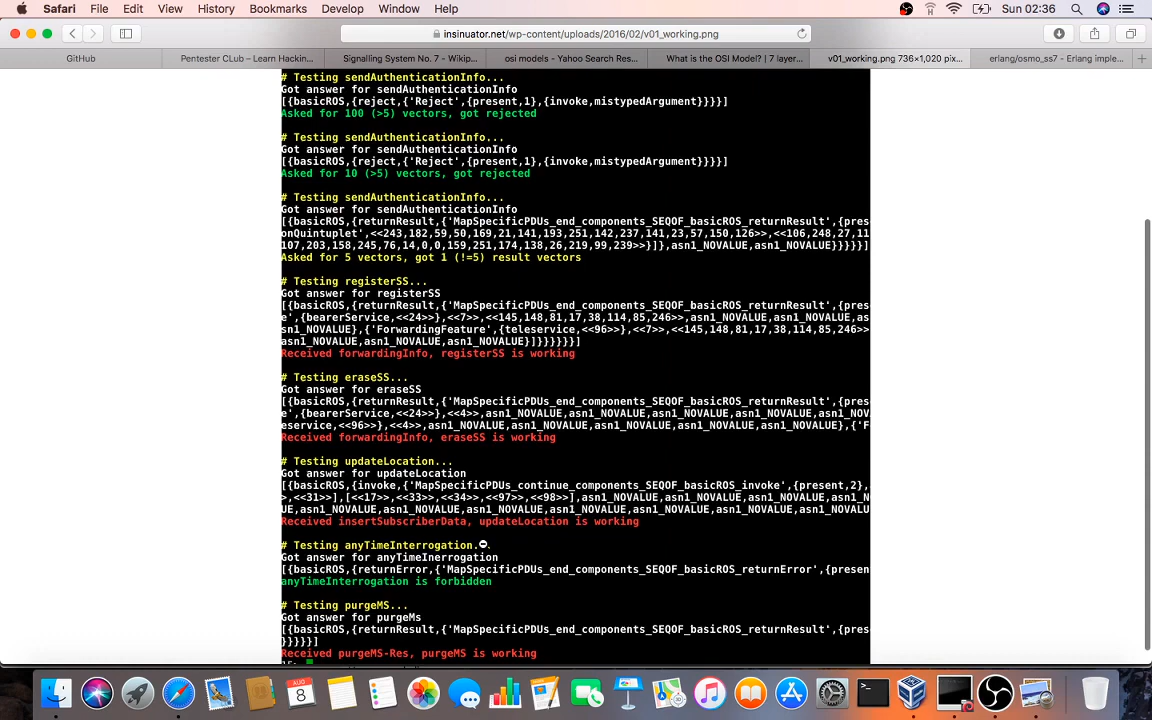 Safari File Edit View History Bookmarks Develop Window Help Sun 02:36
insinuator.net/wp-content/uploads/2016/02/v01_working.png
GitHub Pentester CLub – Learn Hackin... Signalling System No. 7 - Wikip... osi models - Yahoo Search Res... What is the OSI Model? | 7 layer... v01_working.png 736×1,020 pix... erlang/osmo_ss7 – Erlang imple...
# Testing sendAuthenticationInfo...
Got answer for sendAuthenticationInfo
[{basicROS,{reject,{'Reject',{present,1},{invoke,mistypedArgument}}}}]
Asked for 100 (>5) vectors, got rejected
# Testing sendAuthenticationInfo...
Got answer for sendAuthenticationInfo
[{basicROS,{reject,{'Reject',{present,1},{invoke,mistypedArgument}}}}]
Asked for 10 (>5) vectors, got rejected
# Testing sendAuthenticationInfo...
Got answer for sendAuthenticationInfo
[{basicROS,{returnResult,{'MapSpecificPDUs_end_components_SEQOF_basicROS_returnResult',{pres
onQuintuplet',<<243,182,59,50,169,21,141,193,251,142,237,141,23,57,150,126>>,<<106,248,27,11
107,203,158,245,76,14,0,0,159,251,174,138,26,219,99,239>>}]},asn1_NOVALUE,asn1_NOVALUE}}}}}]
Asked for 5 vectors, got 1 (!=5) result vectors
# Testing registerSS...
Got answer for registerSS
[{basicROS,{returnResult,{'MapSpecificPDUs_end_components_SEQOF_basicROS_returnResult',{pres
e',{bearerService,<<24>>},<<7>>,<<145,148,81,17,38,114,85,246>>,asn1_NOVALUE,asn1_NOVALUE,as
sn1_NOVALUE},{'ForwardingFeature',{teleservice,<<96>>},<<7>>,<<145,148,81,17,38,114,85,246>>
asn1_NOVALUE,asn1_NOVALUE,asn1_NOVALUE}]}}}}}}]
Received forwardingInfo, registerSS is working
# Testing eraseSS...
Got answer for eraseSS
[{basicROS,{returnResult,{'MapSpecificPDUs_end_components_SEQOF_basicROS_returnResult',{pres
e',{bearerService,<<24>>},<<4>>,asn1_NOVALUE,asn1_NOVALUE,asn1_NOVALUE,asn1_NOVALUE,asn1_NOV
eservice,<<96>>},<<4>>,asn1_NOVALUE,asn1_NOVALUE,asn1_NOVALUE,asn1_NOVALUE,asn1_NOVALUE},{'F
Received forwardingInfo, eraseSS is working
# Testing updateLocation...
Got answer for updateLocation
[{basicROS,{invoke,{'MapSpecificPDUs_continue_components_SEQOF_basicROS_invoke',{present,2},
>,<<31>>],[<<17>>,<<33>>,<<34>>,<<97>>,<<98>>],asn1_NOVALUE,asn1_NOVALUE,asn1_NOVALUE,asn1_N
UE,asn1_NOVALUE,asn1_NOVALUE,asn1_NOVALUE,asn1_NOVALUE,asn1_NOVALUE,asn1_NOVALUE,asn1_NOVALU
Received insertSubscriberData, updateLocation is working
# Testing anyTimeInterrogation...
Got answer for anyTimeInerrogation
[{basicROS,{returnError,{'MapSpecificPDUs_end_components_SEQOF_basicROS_returnError',{presen
anyTimeInterrogation is forbidden
# Testing purgeMS...
Got answer for purgeMs
[{basicROS,{returnResult,{'MapSpecificPDUs_end_components_SEQOF_basicROS_returnResult',{pres
}}}}}]
Received purgeMS-Res, purgeMS is working
AUG
8